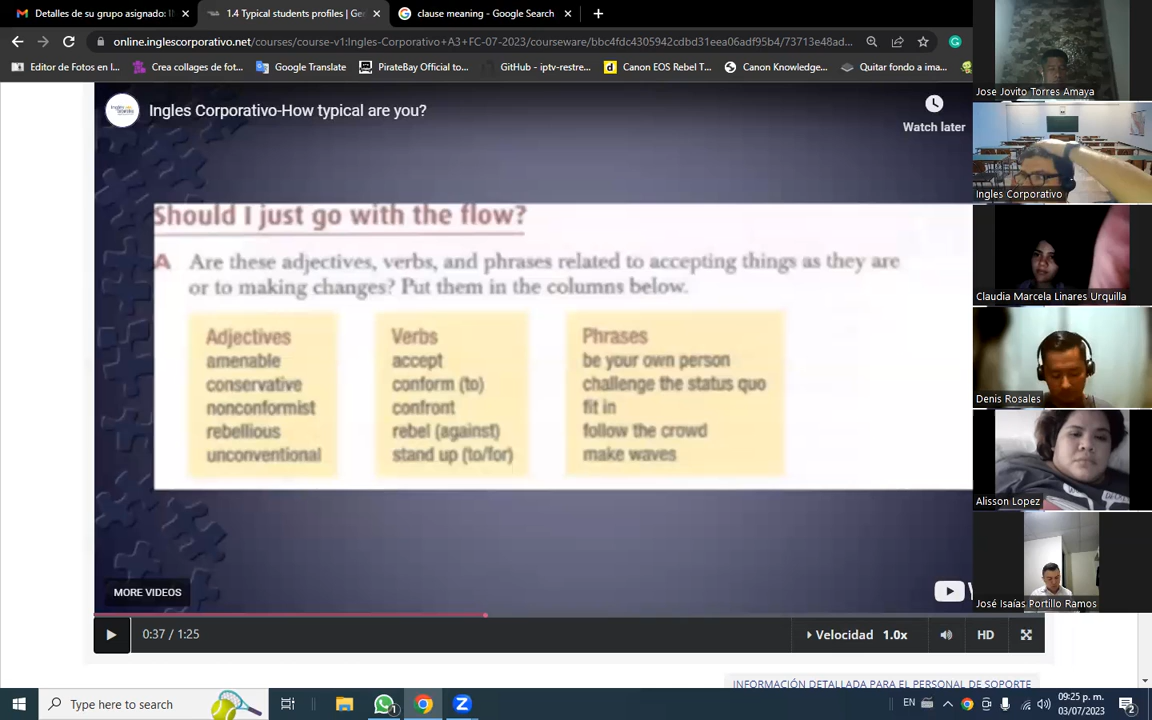 Detalles de su grupo asignado: I
1.4 Typical students profiles | Ge
clause meaning - Google Search
online.inglescorporativo.net/courses/course-v1:Ingles-Corporativo+A3+FC-07-2023/courseware/bbc4fdc4305942cdbd31eea06adf95b4/73713e48ad...
Editor de Fotos en I...
Crea collages de fot...
Google Translate
PirateBay Official to...
GitHub - iptv-restre...
Canon EOS Rebel T...
Canon Knowledge...
Quitar fondo a ima...
Ingles Corporativo-How typical are you?
Watch later
Should I just go with the flow?
A Are these adjectives, verbs, and phrases related to accepting things as they are
or to making changes? Put them in the columns below.
Adjectives
amenable
conservative
nonconformist
rebellious
unconventional
Verbs
accept
conform (to)
confront
rebel (against)
stand up (to/for)
Phrases
be your own person
challenge the status quo
fit in
follow the crowd
make waves
MORE VIDEOS
0:37 / 1:25
Velocidad 1.0x
HD
INFORMACIÓN DETALLADA PARA EL PERSONAL DE SOPORTE
Jose Jovito Torres Amaya
Ingles Corporativo
Claudia Marcela Linares Urquilla
Denis Rosales
Alisson Lopez
José Isaías Portillo Ramos
Type here to search
1
EN
09:25 p. m.
03/07/2023
2